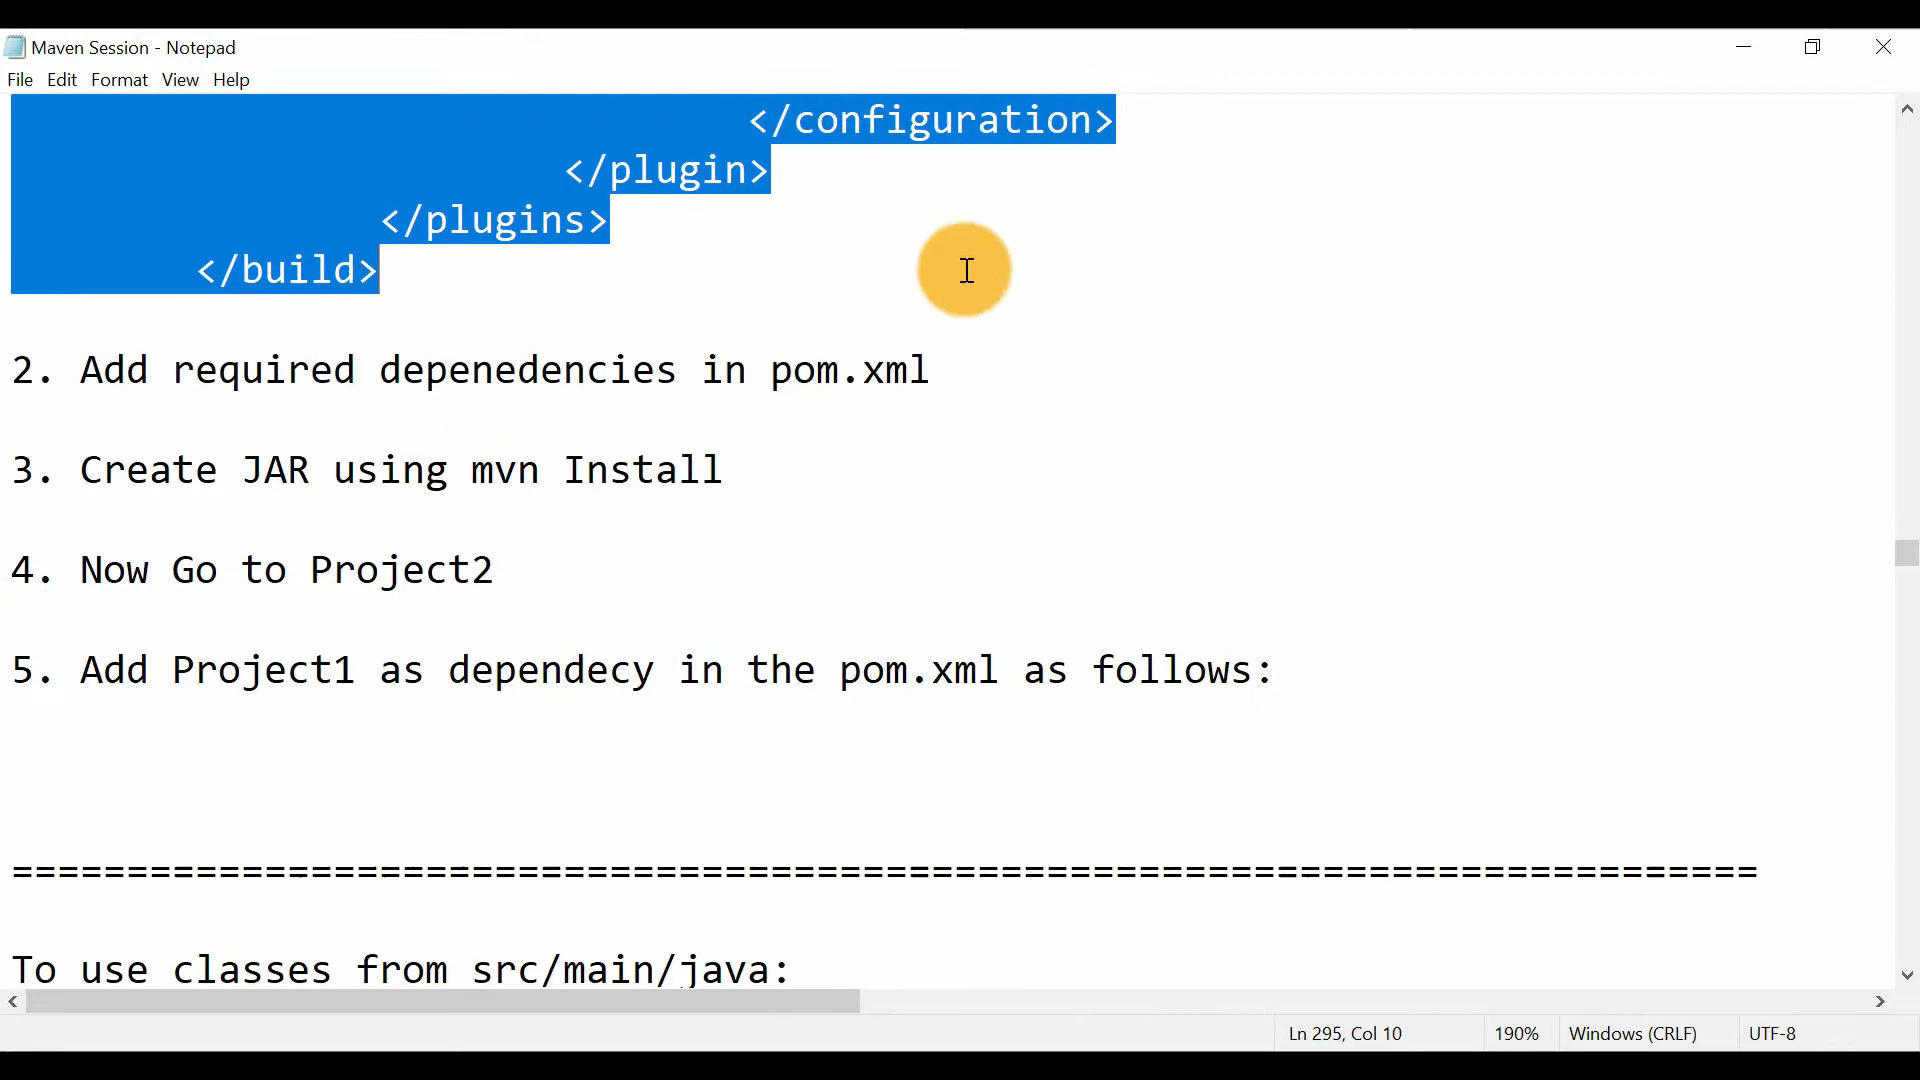 Maven Session - Notepad
File Edit Format View Help
</configuration>
</plugin>
</plugins>
</build>
2. Add required depenedencies in pom.xml
3. Create JAR using mvn Install
4. Now Go to Project2
5. Add Project1 as dependecy in the pom.xml as follows:
============================================================================
To use classes from src/main/java:
Ln 295, Col 10 190% Windows (CRLF) UTF-8